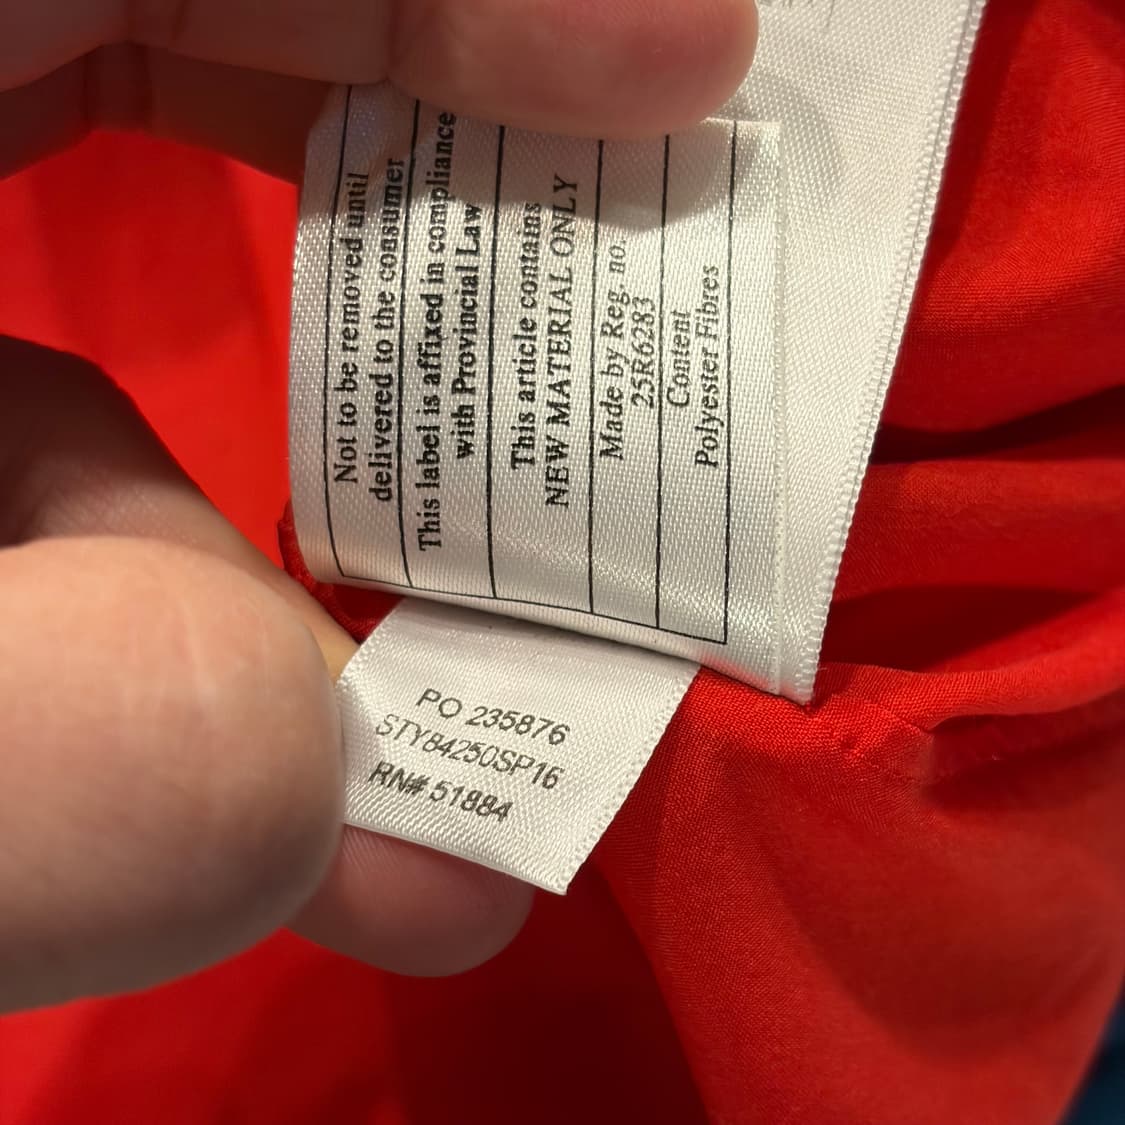 Not to be removed until
delivered to the consumer
This label is affixed in compliance
with Provincial Law
This article contains
NEW MATERIAL ONLY
Made by Reg. no.
25R6283
Content
Polyester Fibres
PO 235876
STY84250SP16
RN# 51884